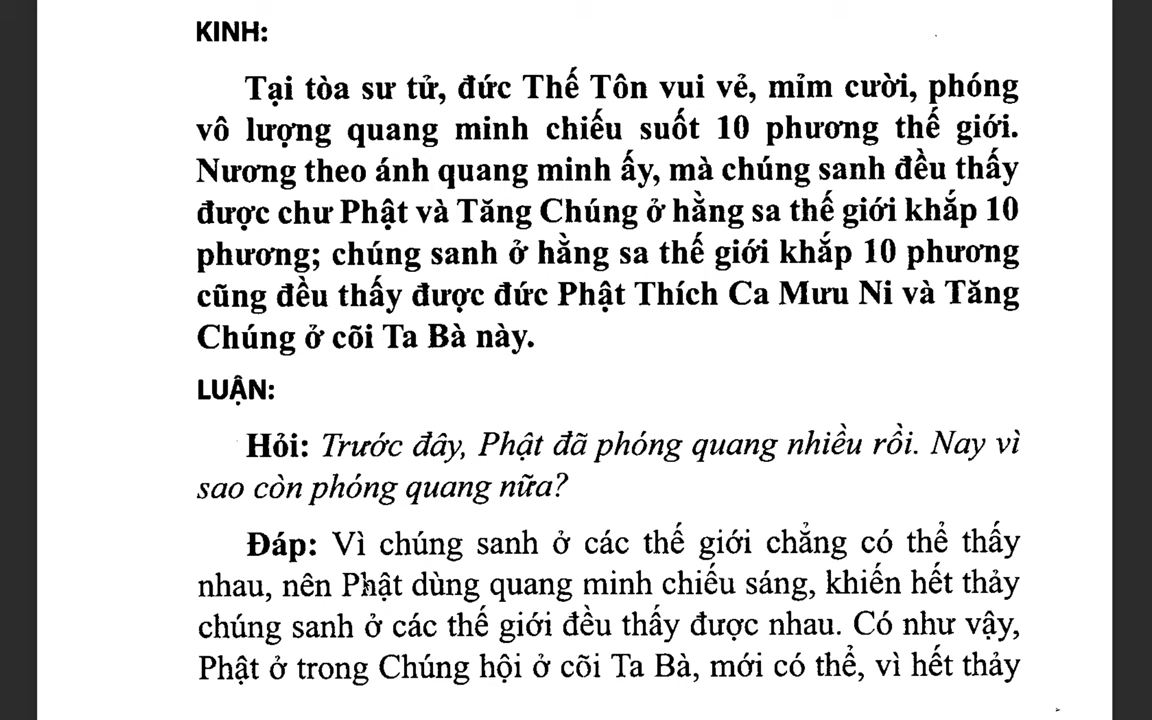 KINH:
Tại tòa sư tử, đức Thế Tôn vui vẻ, mỉm cười, phóng
vô lượng quang minh chiếu suốt 10 phương thế giới.
Nương theo ánh quang minh ấy, mà chúng sanh đều thấy
được chư Phật và Tăng Chúng ở hằng sa thế giới khắp 10
phương; chúng sanh ở hằng sa thế giới khắp 10 phương
cũng đều thấy được đức Phật Thích Ca Mưu Ni và Tăng
Chúng ở cõi Ta Bà này.
LUẬN:
Hỏi: Trước đây, Phật đã phóng quang nhiều rồi. Nay vì
sao còn phóng quang nữa?
Đáp: Vì chúng sanh ở các thế giới chẳng có thể thấy
nhau, nên Phật dùng quang minh chiếu sáng, khiến hết thảy
chúng sanh ở các thế giới đều thấy được nhau. Có như vậy,
Phật ở trong Chúng hội ở cõi Ta Bà, mới có thể, vì hết thảy